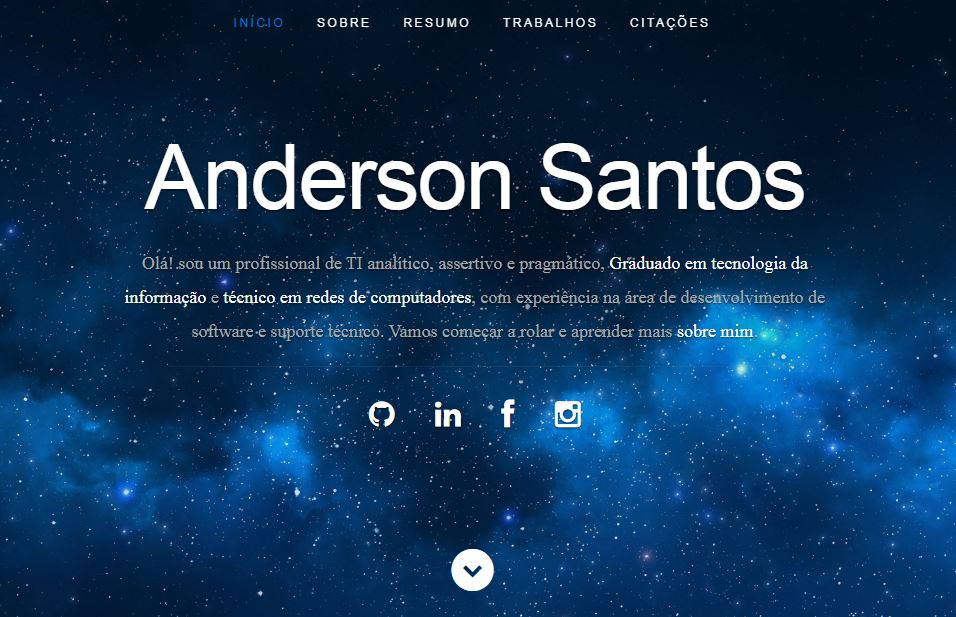 INÍCIO SOBRE RESUMO TRABALHOS CITAÇÕES
Anderson Santos
Olá! sou um profissional de TI analítico, assertivo e pragmático, Graduado em tecnologia da
informação e técnico em redes de computadores, com experiência na área de desenvolvimento de
software e suporte técnico. Vamos começar a rolar e aprender mais sobre mim.